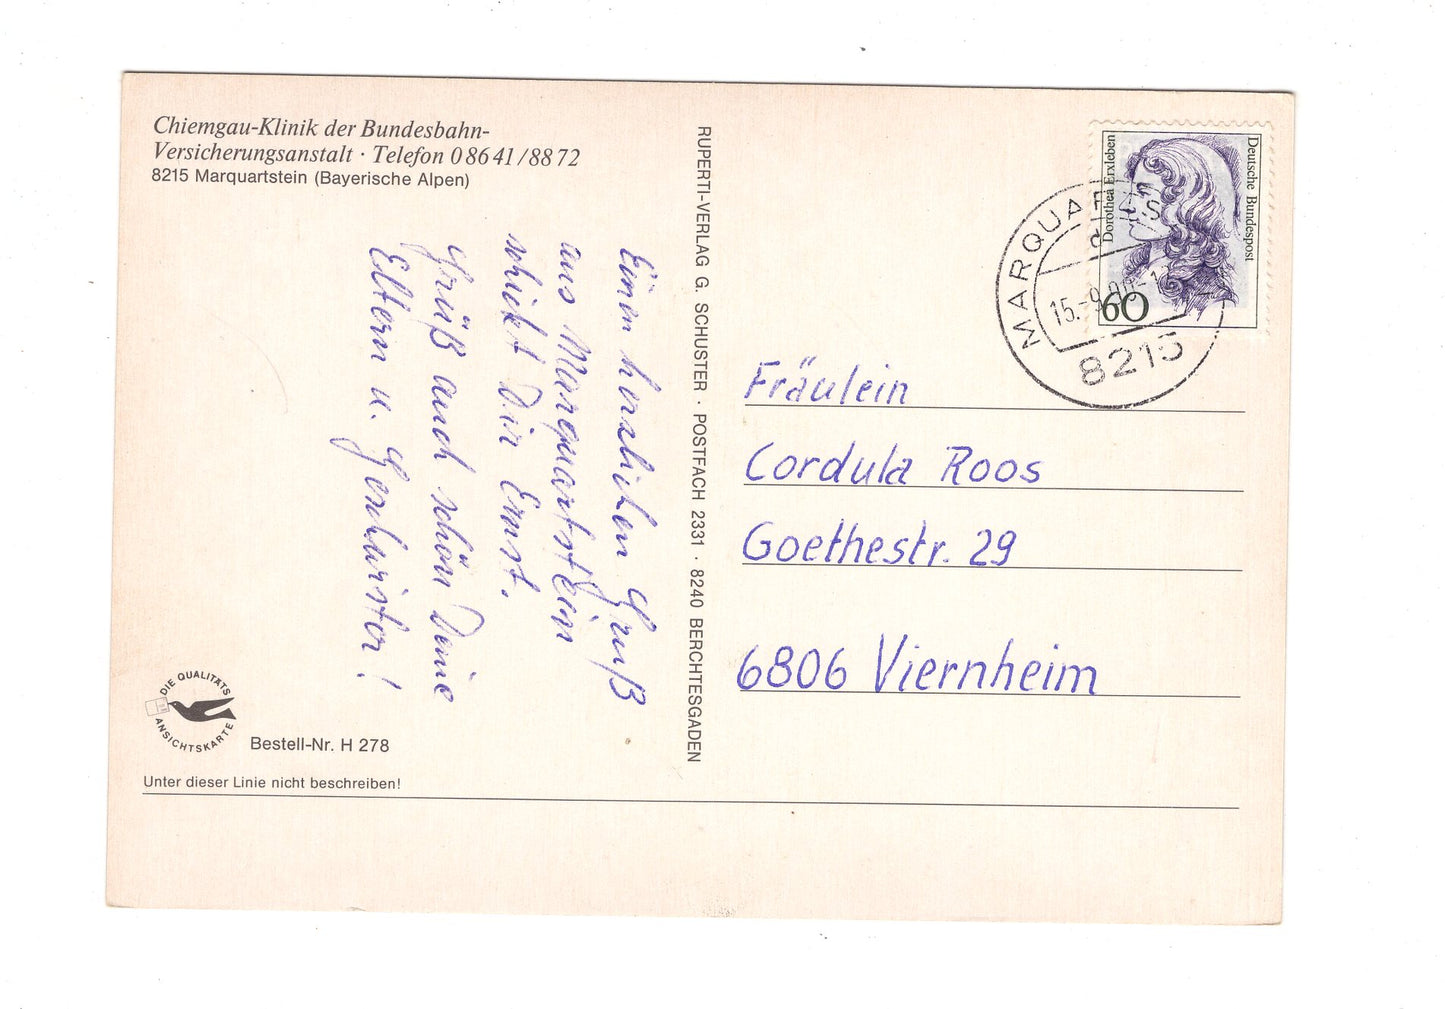 Chiemgau-Klinik der Bundesbahn-
Versicherungsanstalt · Telefon 08641/8872
8215 Marquartstein (Bayerische Alpen)
Einen herzlichen Gruß
aus Marquartstein
schickt Dir Ernst.
Grüß auch schön Deine
Eltern u. Geschwister!
DIE QUALITÄTS
ANSICHTSKARTE
Bestell-Nr. H 278
Unter dieser Linie nicht beschreiben!
RUPERTI-VERLAG G. SCHUSTER · POSTFACH 2331 · 8240 BERCHTESGADEN
Deutsche Bundespost
Dorothea Erxleben
60
MARQUARTS
d
15.-9.
8215
Fräulein
Cordula Roos
Goethestr. 29
6806 Viernheim